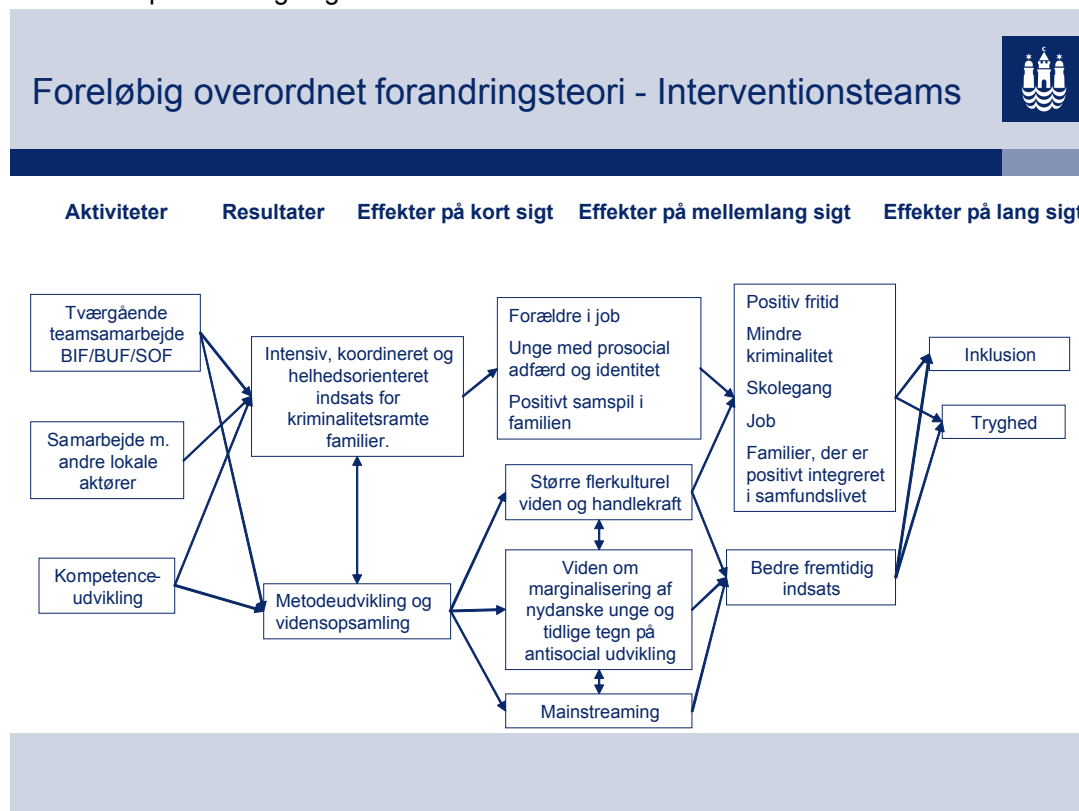 Foreløbig overordnet forandringsteori - Interventionsteams
Aktiviteter
Resultater
Effekter på kort sigt
Effekter på mellemlang sigt
Effekter på lang sigt
Tværgående
teamsamarbejde
BIF/BUF/SOF
Samarbejde m.
andre lokale
aktører
Kompetence-
udvikling
Intensiv, koordineret og
helhedsorienteret
indsats for
kriminalitetsramte
familier.
Metodeudvikling og
vidensopsamling
Forældre i job
Unge med prosocial
adfærd og identitet
Positivt samspil i
familien
Større flerkulturel
viden og handlekraft
Viden om
marginalisering af
nydanske unge og
tidlige tegn på
antisocial udvikling
Mainstreaming
Positiv fritid
Mindre
kriminalitet
Skolegang
Job
Familier, der er
positivt integreret
i samfundslivet
Bedre fremtidig
indsats
Inklusion
Tryghed